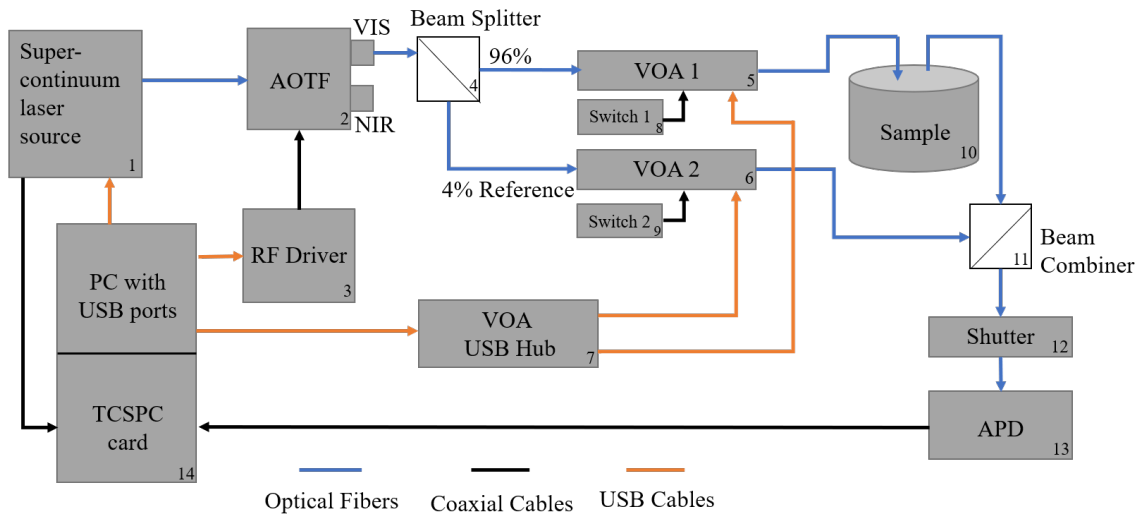 Super-
continuum
laser
source
1
AOTF
2
VIS
NIR
Beam Splitter
4
96%
4% Reference
VOA 1
5
Switch 1
8
VOA 2
6
Switch 2
9
Sample
10
Beam
Combiner
11
RF Driver
3
PC with
USB ports
VOA
USB Hub
7
Shutter
12
TCSPC
card
14
APD
13
Optical Fibers
Coaxial Cables
USB Cables